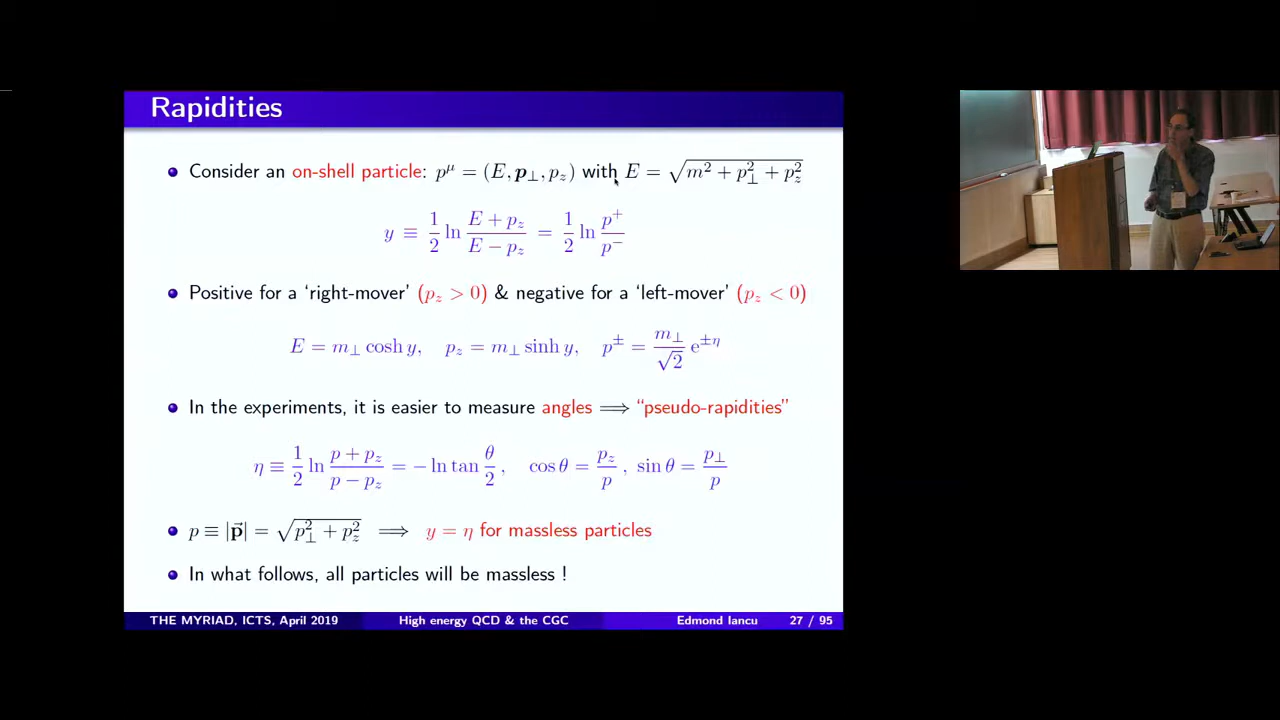 Rapidities
Consider an on-shell particle: p^μ = (E, p_⊥, p_z) with E = √(m² + p_⊥² + p_z²)
y ≡ 1/2 ln (E + p_z)/(E − p_z) = 1/2 ln p⁺/p⁻
Positive for a ‘right-mover’ (p_z > 0) & negative for a ‘left-mover’ (p_z < 0)
E = m_⊥ cosh y, p_z = m_⊥ sinh y, p^± = m_⊥/√2 e^{±η}
In the experiments, it is easier to measure angles ⟹ “pseudo-rapidities”
η ≡ 1/2 ln (p + p_z)/(p − p_z) = − ln tan θ/2 , cos θ = p_z/p , sin θ = p_⊥/p
p ≡ |p⃗| = √(p_⊥² + p_z²) ⟹ y = η for massless particles
In what follows, all particles will be massless !
THE MYRIAD, ICTS, April 2019 High energy QCD & the CGC Edmond Iancu 27 / 95